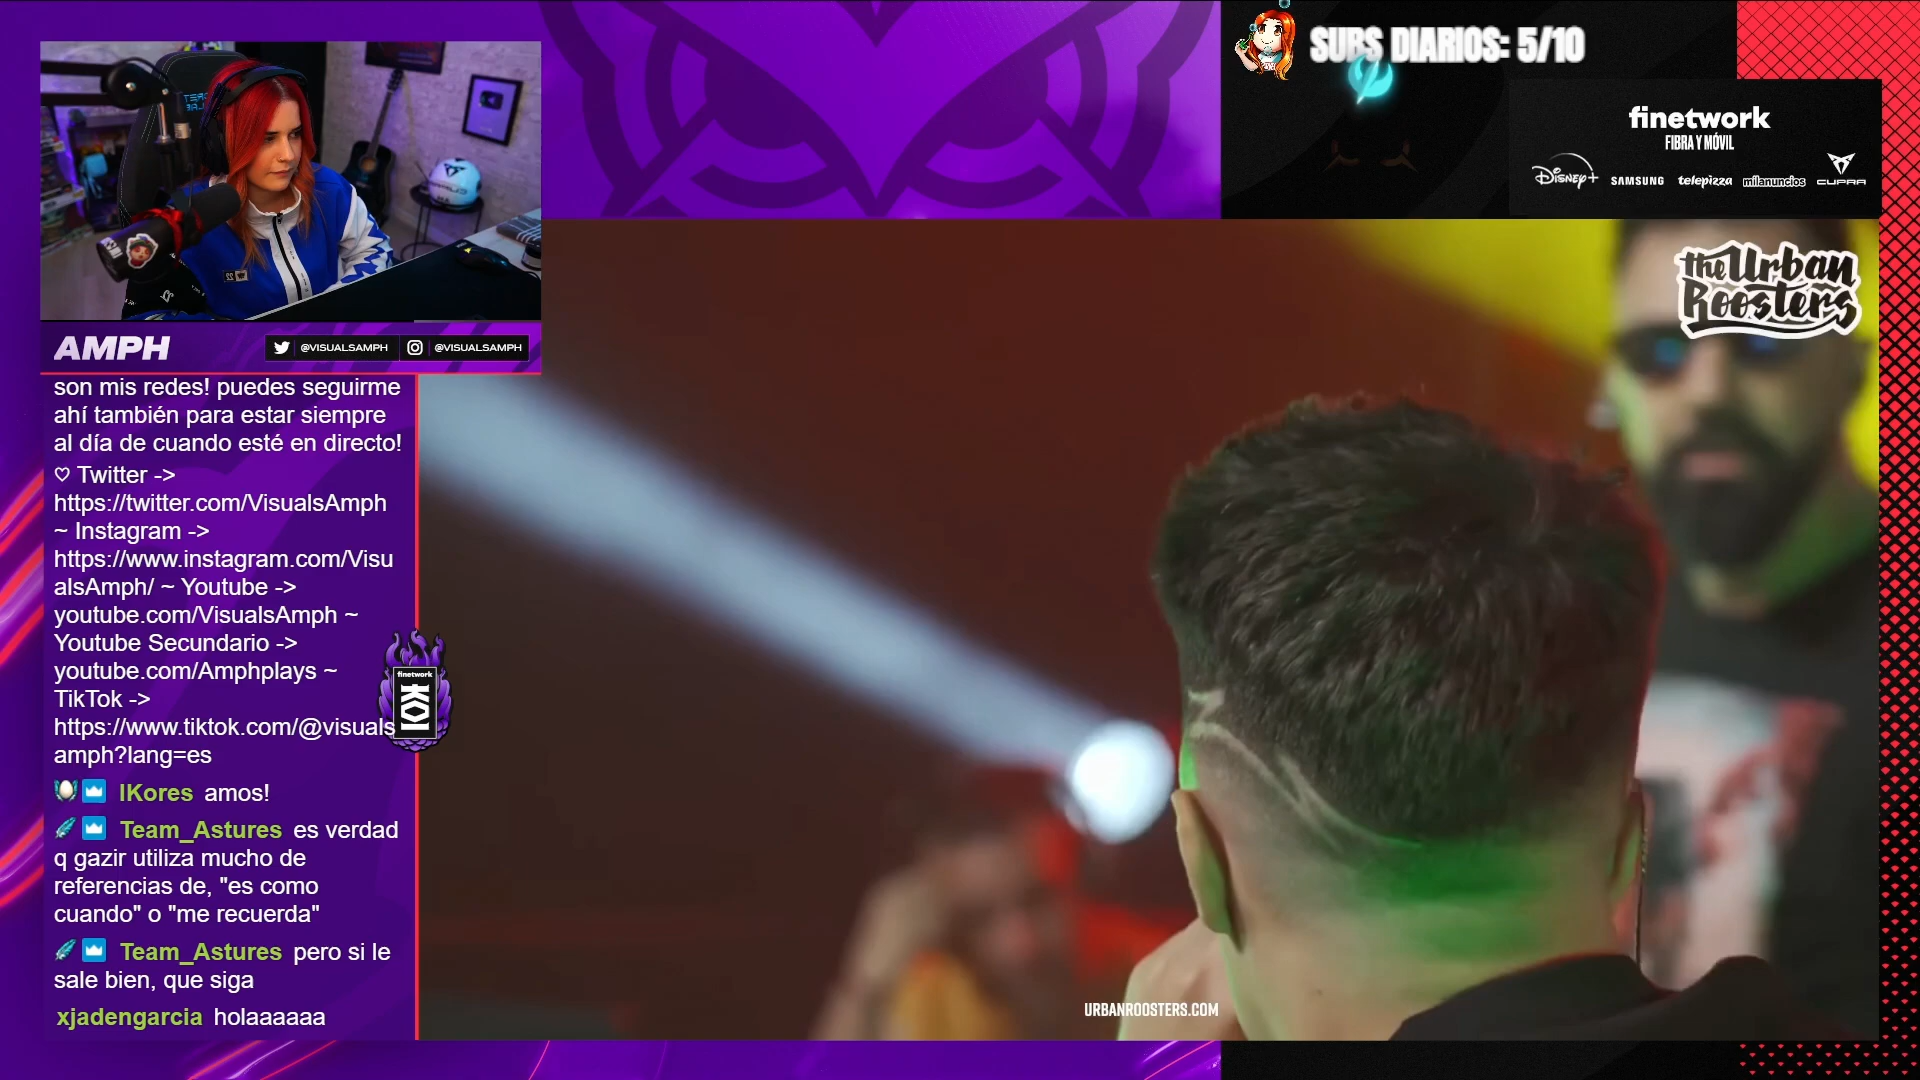 SUBS DIARIOS: 5/10
finetwork
FIBRA Y MÓVIL
Disney+ SAMSUNG telepizza milanuncios CUPRA
the Urban
Roosters
AMPH
@VISUALSAMPH @VISUALSAMPH
son mis redes! puedes seguirme
ahí también para estar siempre
al día de cuando esté en directo!
♡ Twitter ->
https://twitter.com/VisualsAmph
~ Instagram ->
https://www.instagram.com/Visu
alsAmph/ ~ Youtube ->
youtube.com/VisualsAmph ~
Youtube Secundario ->
youtube.com/Amphplays ~
TikTok ->
https://www.tiktok.com/@visuals
amph?lang=es
finetwork
KOI
IKores amos!
Team_Astures es verdad
q gazir utiliza mucho de
referencias de, "es como
cuando" o "me recuerda"
Team_Astures pero si le
sale bien, que siga
xjadengarcia holaaaaaa
URBANROOSTERS.COM